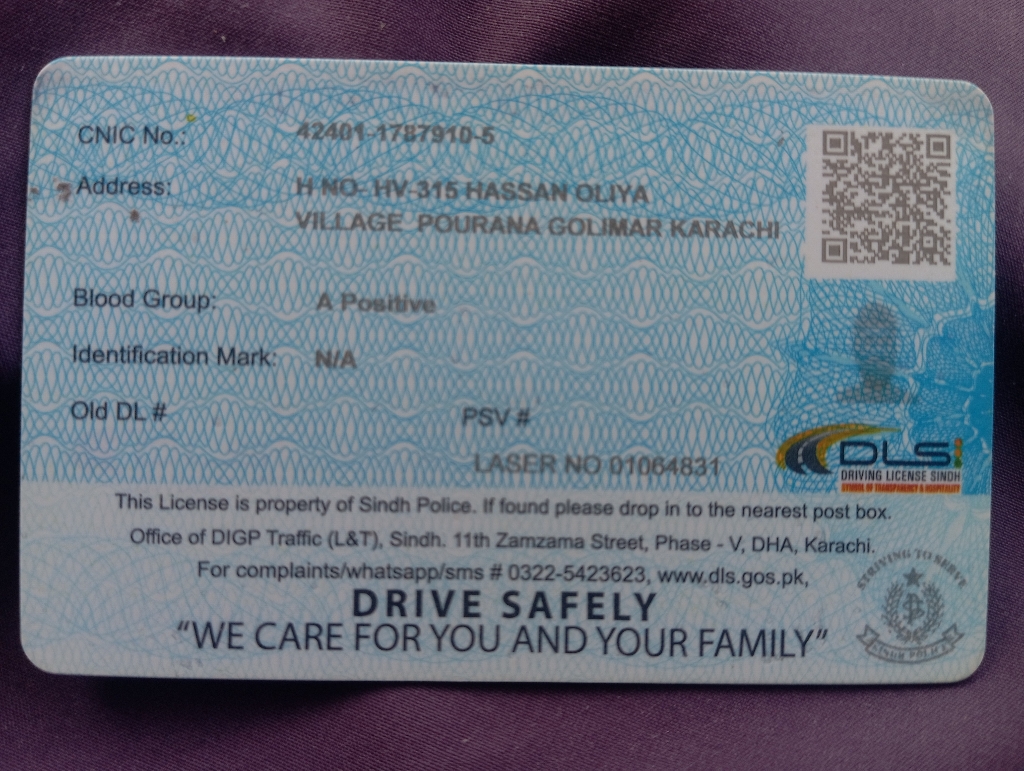 CNIC No.: 42401-1787910-5
Address: H NO- HV-315 HASSAN OLIYA
VILLAGE POURANA GOLIMAR KARACHI
Blood Group: A Positive
Identification Mark: N/A
Old DL # PSV #
LASER NO 01064831
DLS
DRIVING LICENSE SINDH
SYMBOL OF TRANSPARENCY & HOSPITALITY
This License is property of Sindh Police. If found please drop in to the nearest post box.
Office of DIGP Traffic (L&T), Sindh. 11th Zamzama Street, Phase - V, DHA, Karachi.
For complaints/whatsapp/sms # 0322-5423623, www.dls.gos.pk,
DRIVE SAFELY
"WE CARE FOR YOU AND YOUR FAMILY"
STRIVING TO SERVE
SINDH POLICE